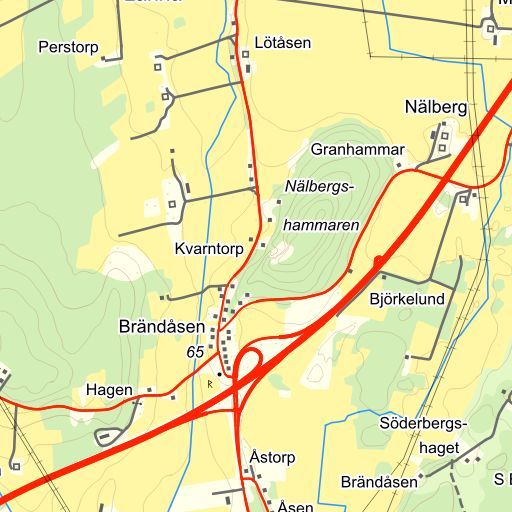 Perstorp
Lötåsen
Nälberg
Granhammar
Nälbergs-
hammaren
Kvarntorp
Björkelund
Brändåsen
65
R
Hagen
Söderbergs-
haget
Åstorp
Brändåsen
Åsen